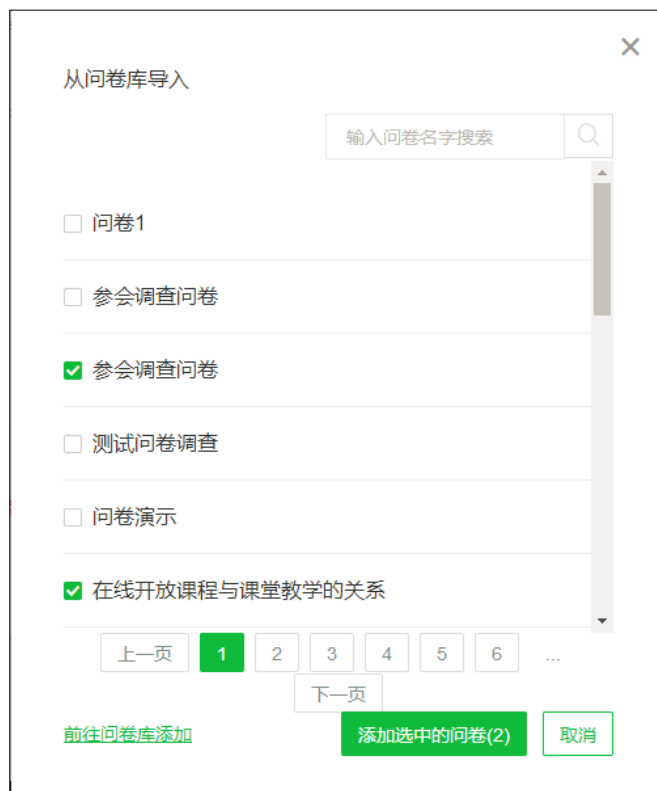 从问卷库导入
输入问卷名字搜索
问卷1
参会调查问卷
参会调查问卷
测试问卷调查
问卷演示
在线开放课程与课堂教学的关系
上一页 1 2 3 4 5 6 ...
下一页
前往问卷库添加 添加选中的问卷(2) 取消